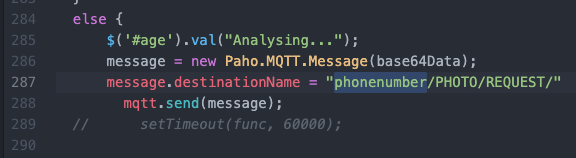 284 else {
285 $('#age').val("Analysing...");
286 message = new Paho.MQTT.Message(base64Data);
287 message.destinationName = "phonenumber/PHOTO/REQUEST/"
288 mqtt.send(message);
289 // setTimeout(func, 60000);
290